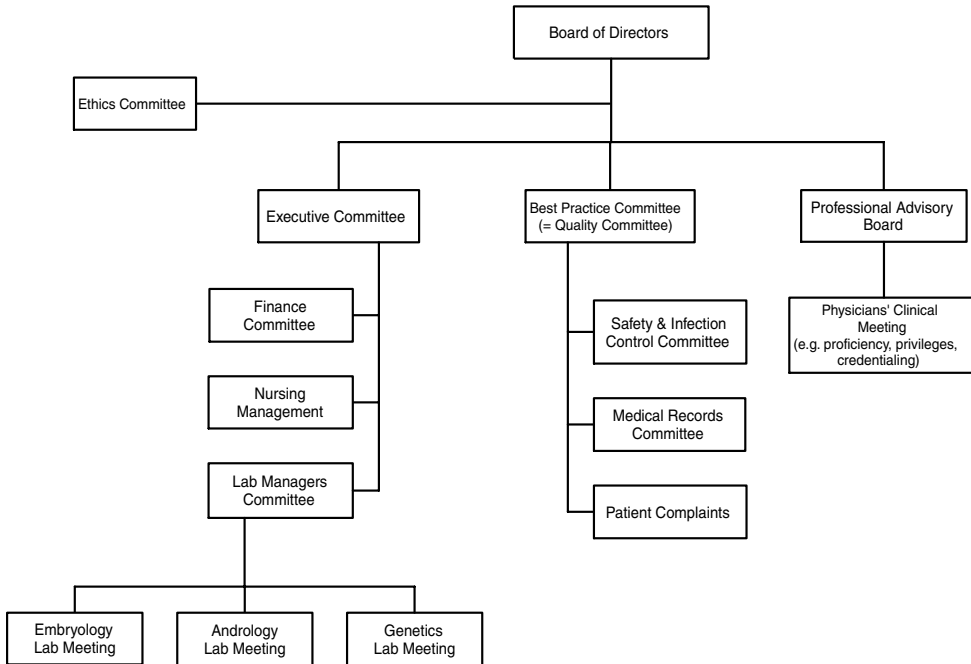 Board of Directors
Ethics Committee
Executive Committee
Best Practice Committee
(= Quality Committee)
Professional Advisory
Board
Finance
Committee
Safety & Infection
Control Committee
Physicians' Clinical
Meeting
(e.g. proficiency, privileges,
credentialing)
Nursing
Management
Medical Records
Committee
Lab Managers
Committee
Patient Complaints
Embryology
Lab Meeting
Andrology
Lab Meeting
Genetics
Lab Meeting